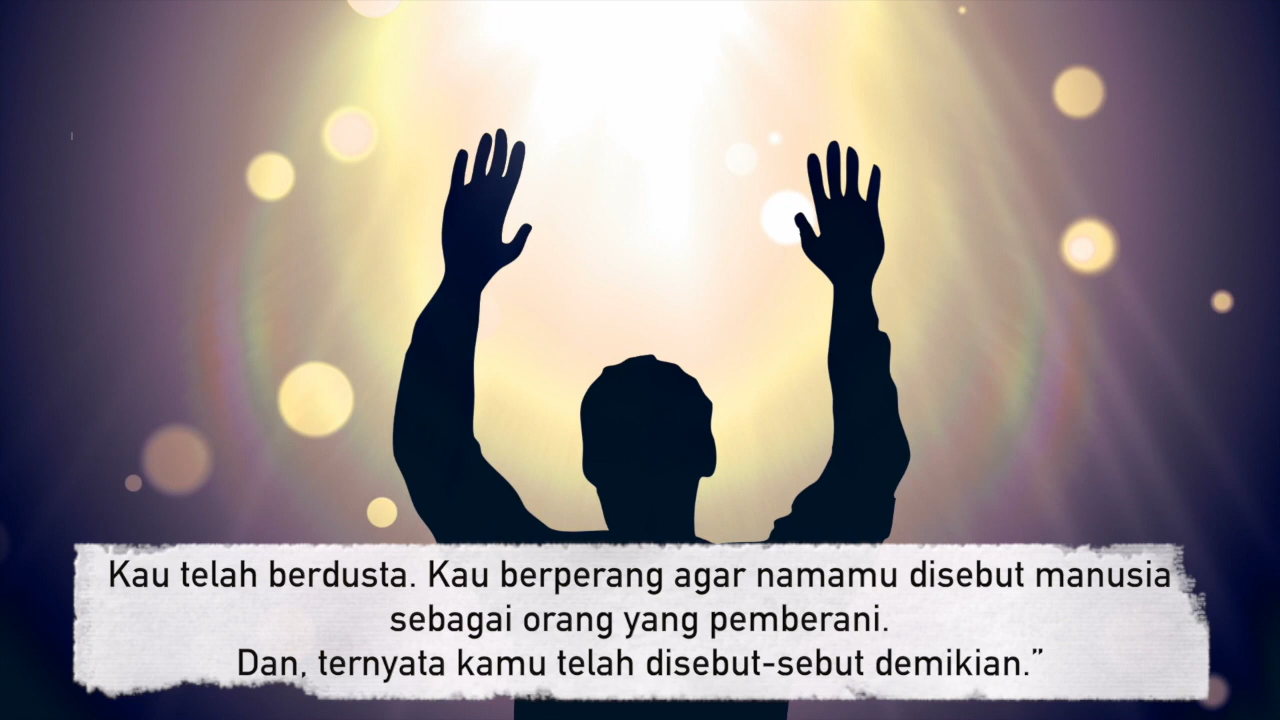 Kau telah berdusta. Kau berperang agar namamu disebut manusia
sebagai orang yang pemberani.
Dan, ternyata kamu telah disebut-sebut demikian.”